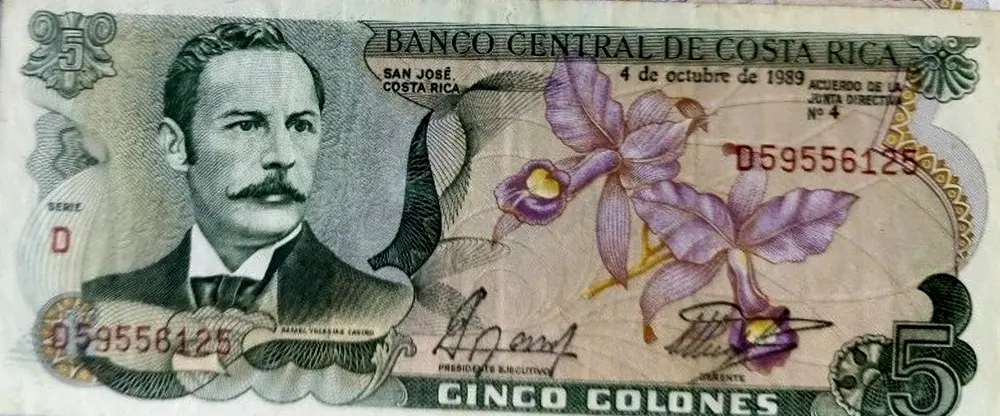 5
BANCO CENTRAL DE COSTA RICA
SAN JOSÉ,
COSTA RICA
4 de octubre de 1989
ACUERDO DE LA
JUNTA DIRECTIVA
Nº 4
D59556125
SERIE
D
D59556125
RAFAEL YGLESIAS CASTRO
PRESIDENTE EJECUTIVO
GERENTE
CINCO COLONES
5